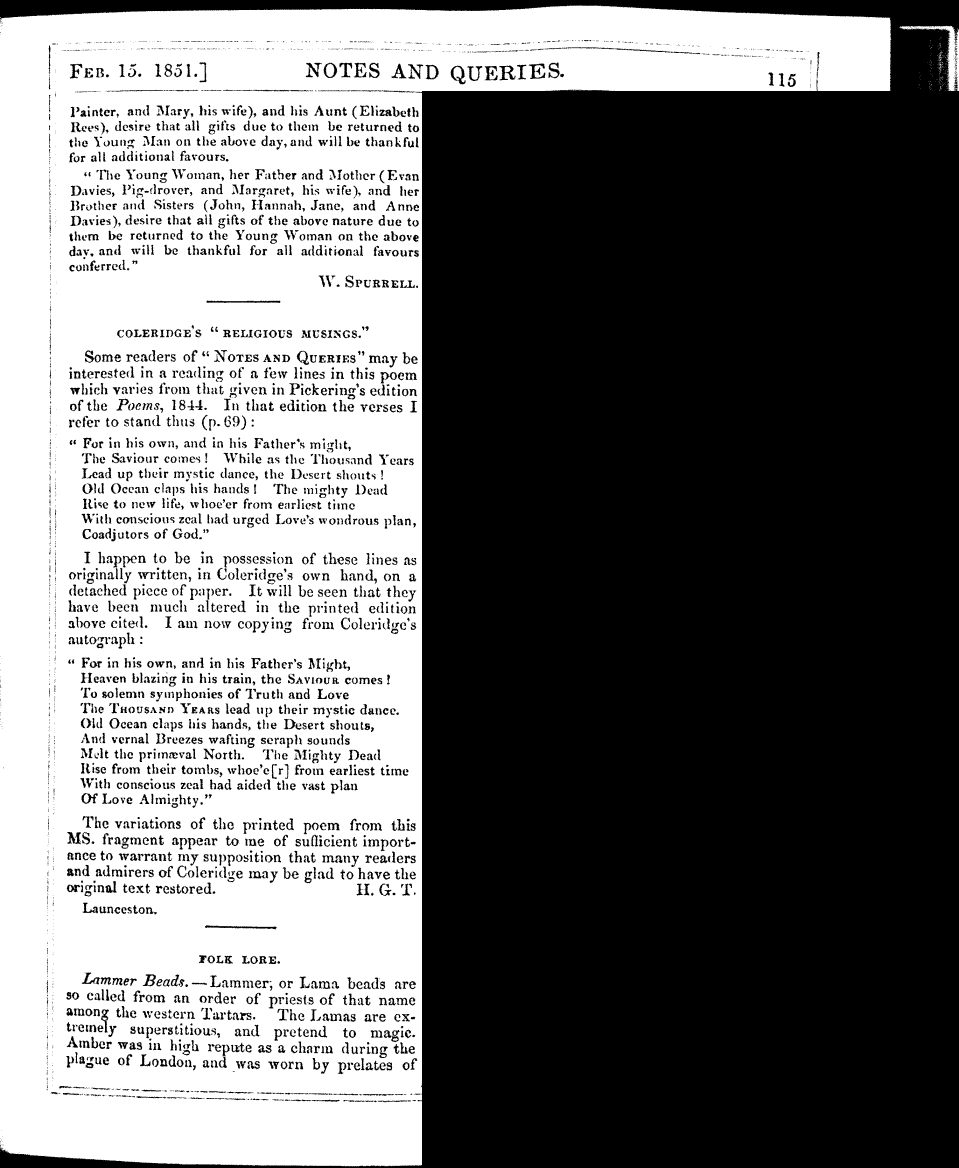 FEB. 15. 1851.] NOTES AND QUERIES. 115
Painter, and Mary, his wife), and his Aunt (Elizabeth
Rees), desire that all gifts due to them be returned to
the Young Man on the above day, and will be thankful
for all additional favours.
“ The Young Woman, her Father and Mother (Evan
Davies, Pig-drover, and Margaret, his wife), and her
Brother and Sisters (John, Hannah, Jane, and Anne
Davies), desire that all gifts of the above nature due to
them be returned to the Young Woman on the above
day, and will be thankful for all additional favours
conferred.”
W. SPURRELL.
COLERIDGE'S “ RELIGIOUS MUSINGS.”
Some readers of “ NOTES AND QUERIES” may be
interested in a reading of a few lines in this poem
which varies from that given in Pickering's edition
of the Poems, 1844. In that edition the verses I
refer to stand thus (p. 69) :
“ For in his own, and in his Father's might,
The Saviour comes ! While as the Thousand Years
Lead up their mystic dance, the Desert shouts !
Old Ocean claps his hands ! The mighty Dead
Rise to new life, whoe'er from earliest time
With conscious zeal had urged Love's wondrous plan,
Coadjutors of God.”
I happen to be in possession of these lines as
originally written, in Coleridge's own hand, on a
detached piece of paper. It will be seen that they
have been much altered in the printed edition
above cited. I am now copying from Coleridge's
autograph :
“ For in his own, and in his Father's Might,
Heaven blazing in his train, the SAVIOUR comes !
To solemn symphonies of Truth and Love
The THOUSAND YEARS lead up their mystic dance.
Old Ocean claps his hands, the Desert shouts,
And vernal Breezes wafting seraph sounds
Melt the primæval North. The Mighty Dead
Rise from their tombs, whoe'e[r] from earliest time
With conscious zeal had aided the vast plan
Of Love Almighty.”
The variations of the printed poem from this
MS. fragment appear to me of sufficient import-
ance to warrant my supposition that many readers
and admirers of Coleridge may be glad to have the
original text restored. H. G. T.
Launceston.
FOLK LORE.
Lammer Beads. — Lammer, or Lama beads are
so called from an order of priests of that name
among the western Tartars. The Lamas are ex-
tremely superstitious, and pretend to magic.
Amber was in high repute as a charm during the
plague of London, and was worn by prelates of